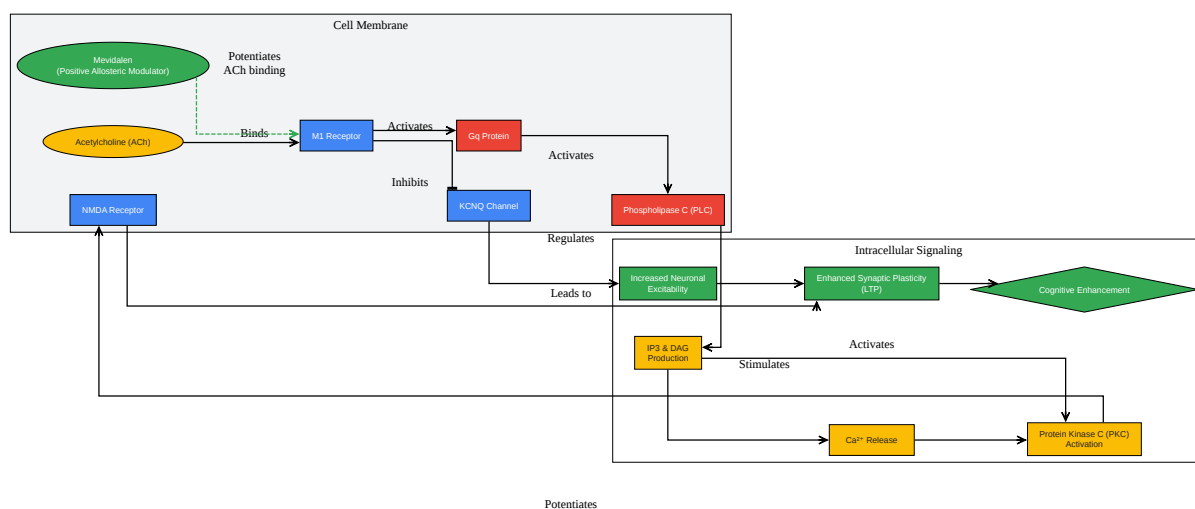 Cell Membrane
Mevidalen
(Positive Allosteric Modulator)
Potentiates
ACh binding
Acetylcholine (ACh)
Binds
M1 Receptor
Activates
Gq Protein
Activates
Inhibits
NMDA Receptor
KCNQ Channel
Phospholipase C (PLC)
Regulates
Intracellular Signaling
Increased Neuronal
Excitability
Enhanced Synaptic Plasticity
(LTP)
Cognitive Enhancement
Leads to
IP3 & DAG
Production
Activates
Stimulates
Ca²⁺ Release
Protein Kinase C (PKC)
Activation
Potentiates